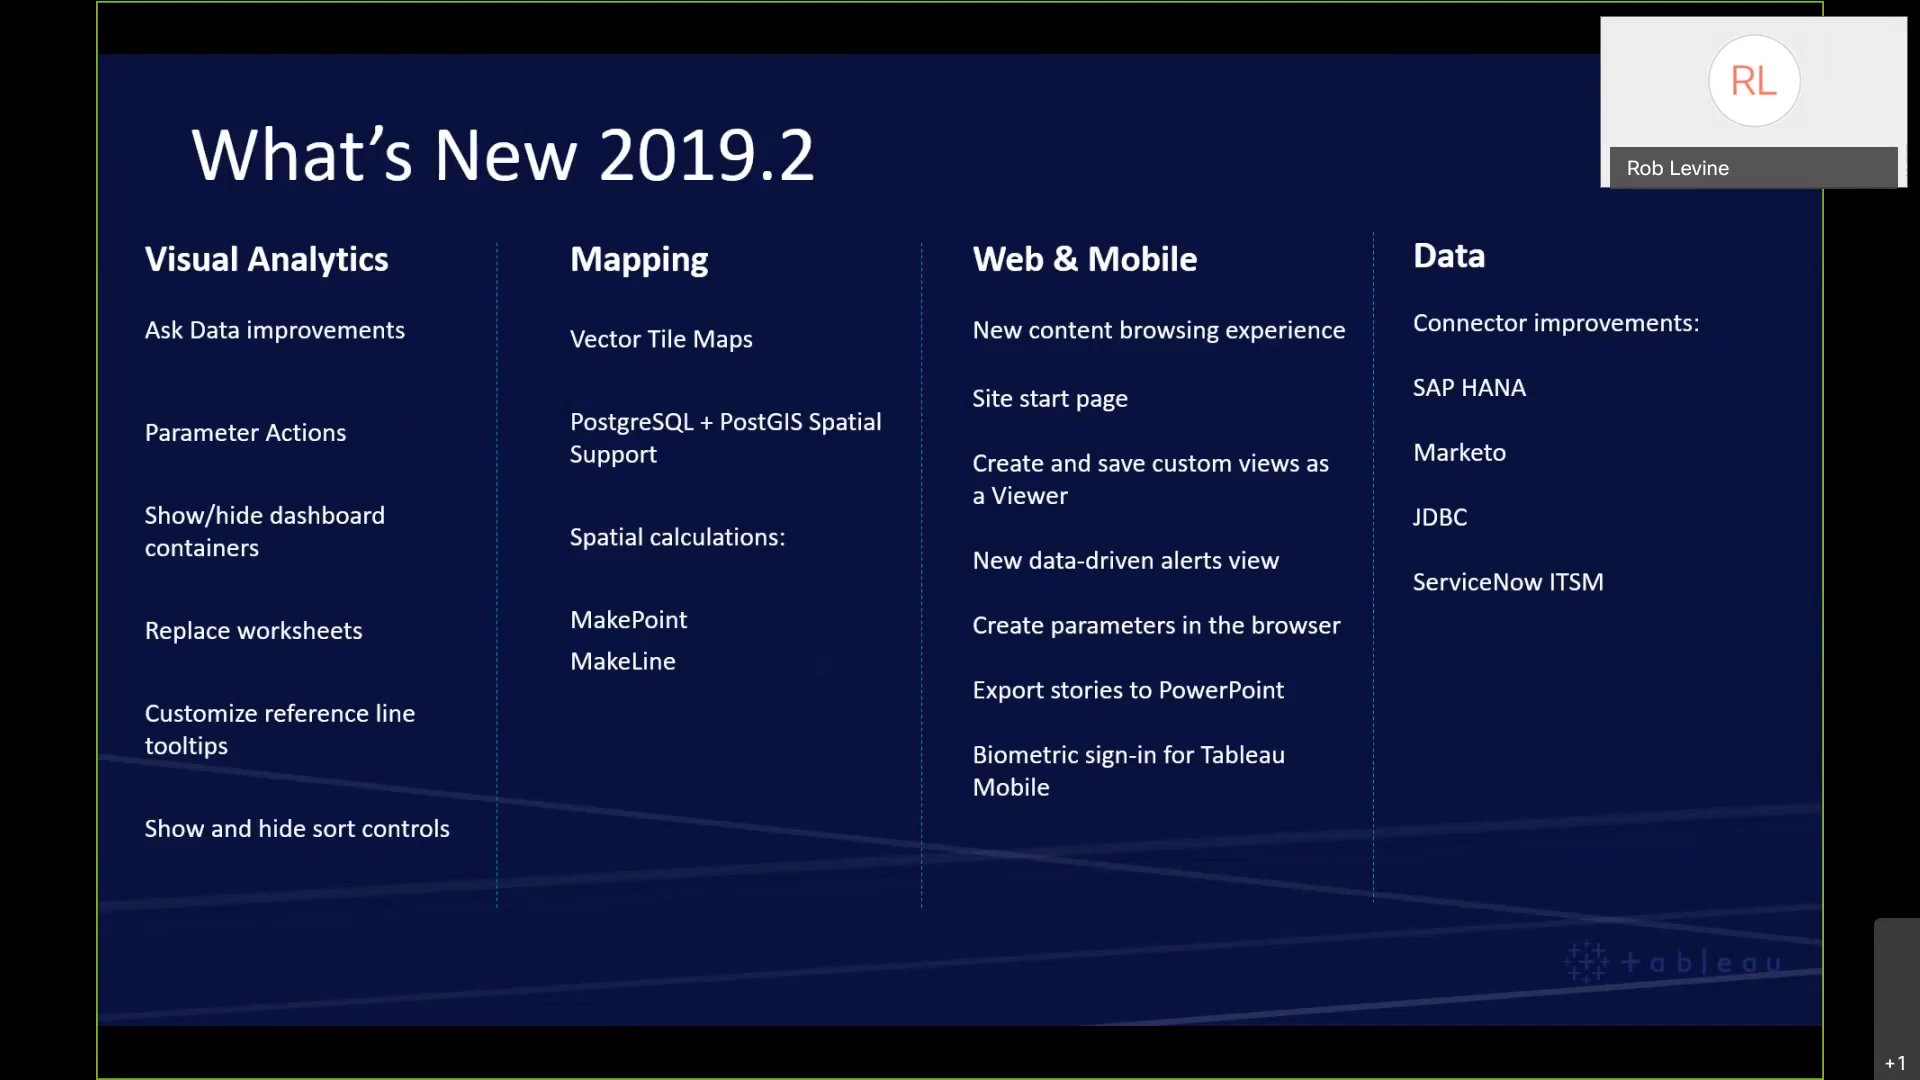 What's New 2019.2
RL
Rob Levine
Visual Analytics
Ask Data improvements
Parameter Actions
Show/hide dashboard
containers
Replace worksheets
Customize reference line
tooltips
Show and hide sort controls
Mapping
Vector Tile Maps
PostgreSQL + PostGIS Spatial
Support
Spatial calculations:
MakePoint
MakeLine
Web & Mobile
New content browsing experience
Site start page
Create and save custom views as
a Viewer
New data-driven alerts view
Create parameters in the browser
Export stories to PowerPoint
Biometric sign-in for Tableau
Mobile
Data
Connector improvements:
SAP HANA
Marketo
JDBC
ServiceNow ITSM
+ableau
+1